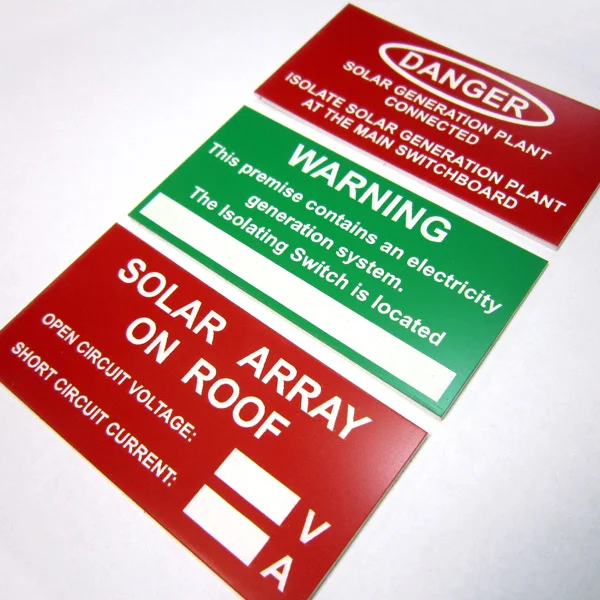 DANGER
SOLAR GENERATION PLANT
CONNECTED
ISOLATE SOLAR GENERATION PLANT
AT THE MAIN SWITCHBOARD
WARNING
This premise contains an electricity
generation system.
The Isolating Switch is located
SOLAR ARRAY
ON ROOF
OPEN CIRCUIT VOLTAGE: V
SHORT CIRCUIT CURRENT: A